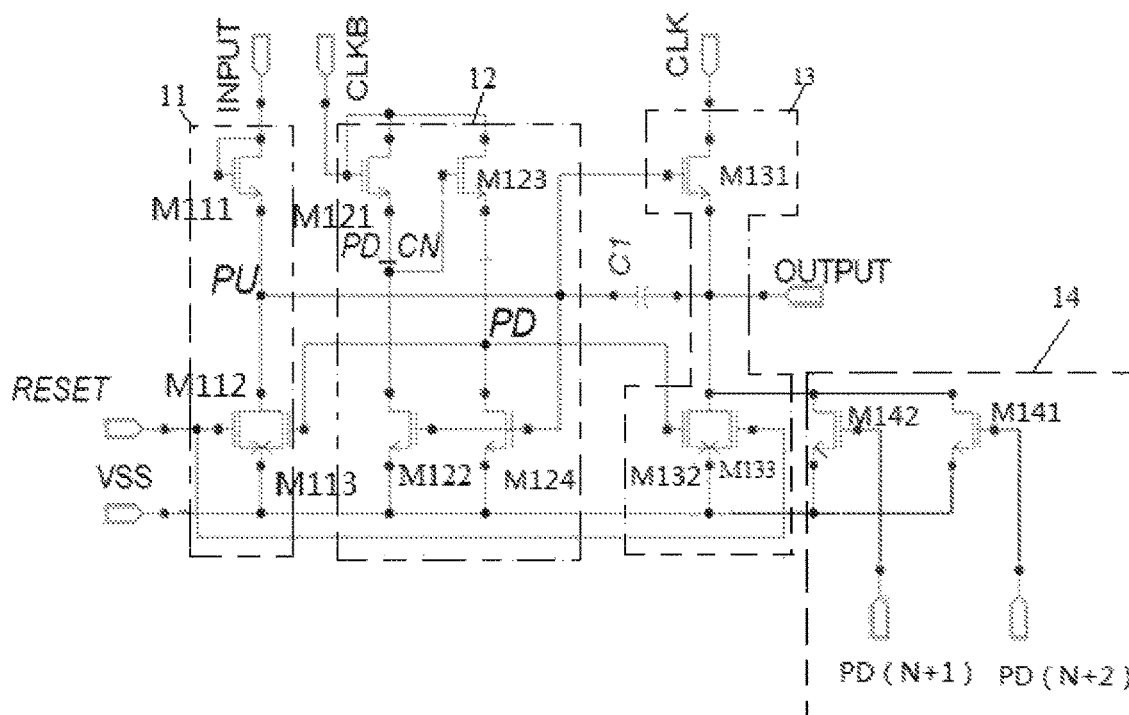 INPUT
CLKB
CLK
11
12
13
M111
M121
M123
M131
PD_CN
C1
PU
OUTPUT
PD
14
RESET
M112
M142
M141
VSS
M113
M122
M124
M132
M133
PD (N+1)
PD (N+2)